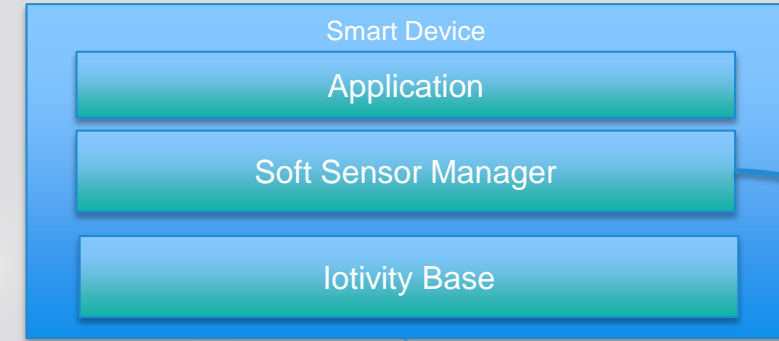 Smart Device
Application
Soft Sensor Manager
Iotivity Base